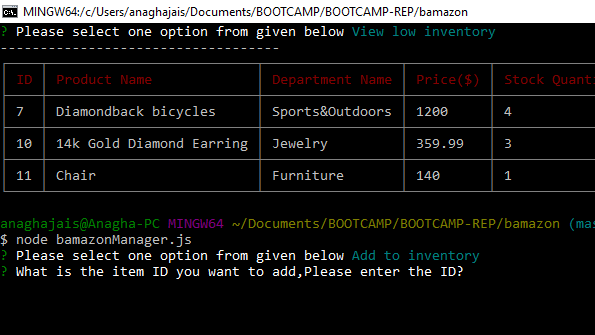 MINGW64:/c/Users/anaghajais/Documents/BOOTCAMP/BOOTCAMP-REP/bamazon
? Please select one option from given below View low inventory
-----------------------------------
ID Product Name Department Name Price($) Stock Quant
7 Diamondback bicycles Sports&Outdoors 1200 4
10 14k Gold Diamond Earring Jewelry 359.99 3
11 Chair Furniture 140 1
anaghajais@Anagha-PC MINGW64 ~/Documents/BOOTCAMP/BOOTCAMP-REP/bamazon (mas
$ node bamazonManager.js
? Please select one option from given below Add to inventory
? What is the item ID you want to add,Please enter the ID?